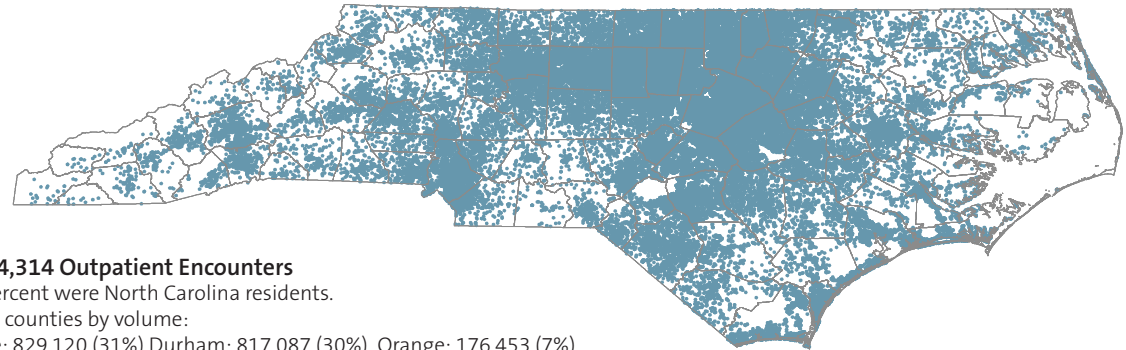 4,314 Outpatient Encounters
ercent were North Carolina residents.
counties by volume:
: 829,120 (31%) Durham: 817,087 (30%) Orange: 176,453 (7%)